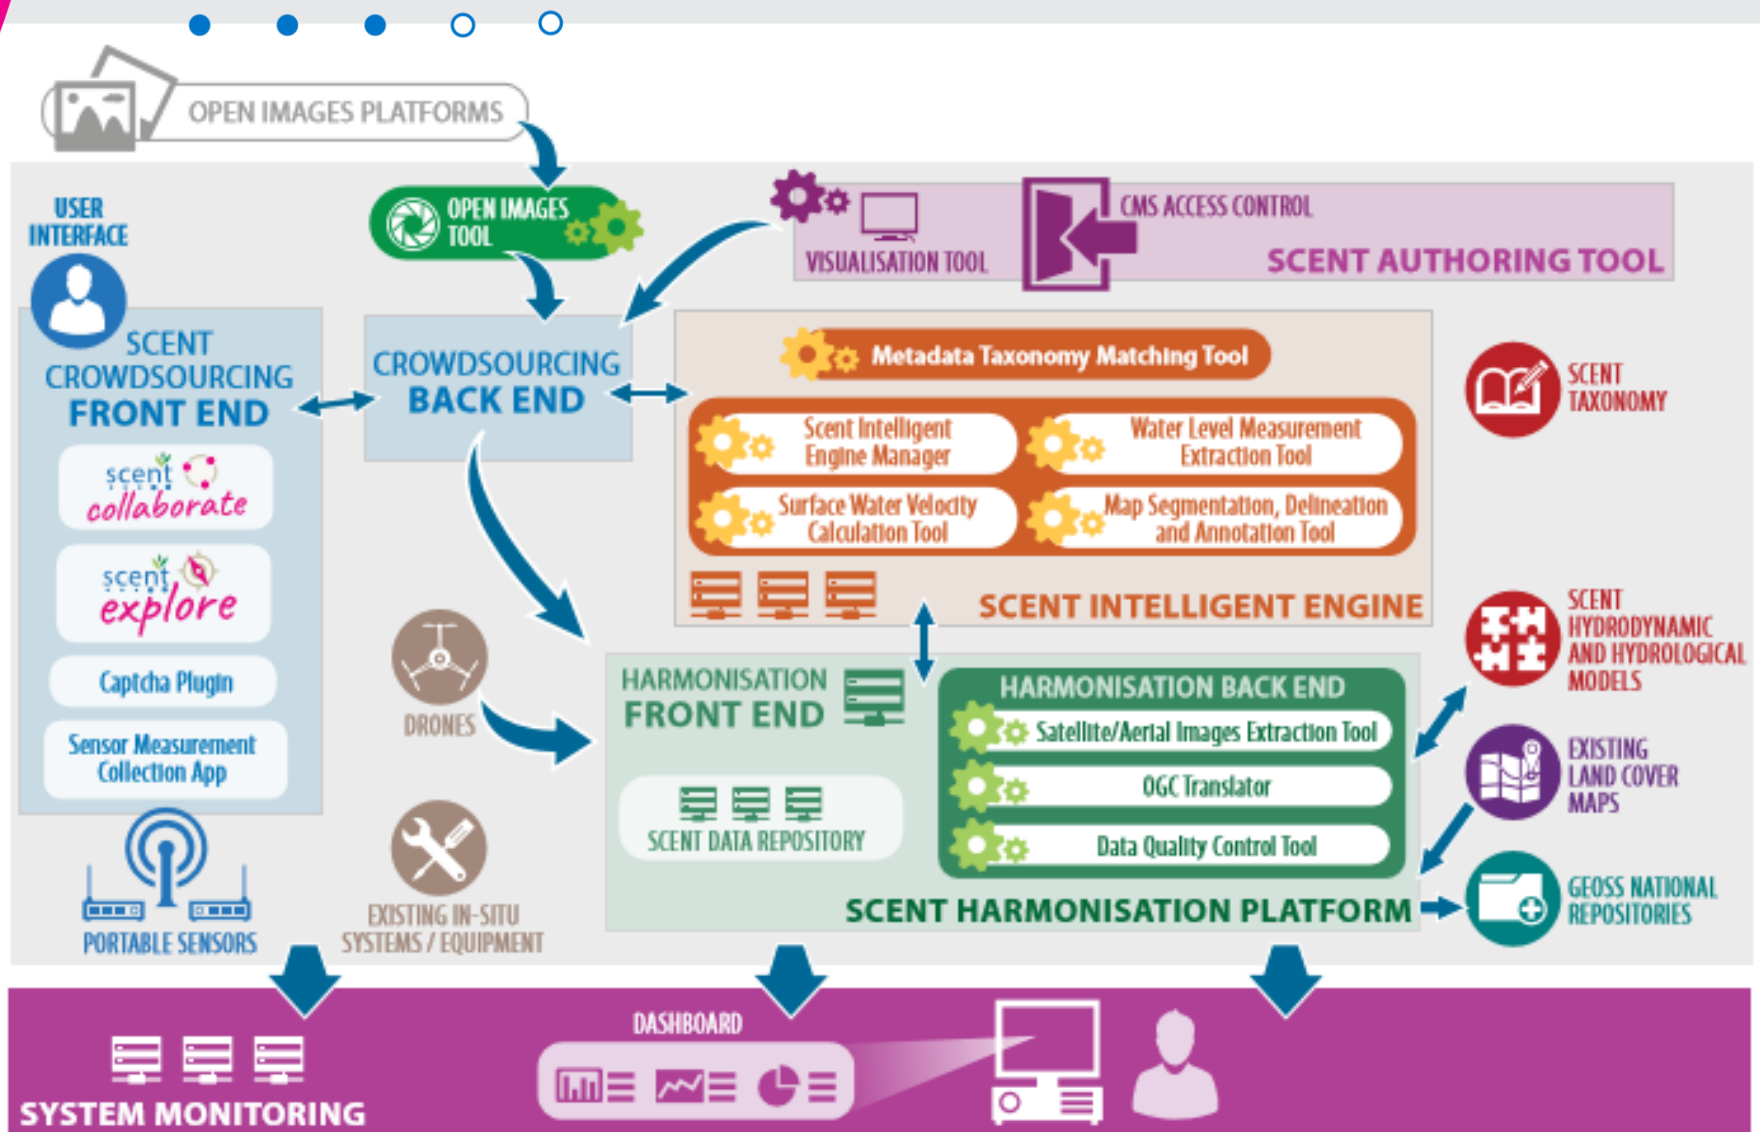 OPEN IMAGES PLATFORMS
USER
INTERFACE
OPEN IMAGES
TOOL
VISUALISATION TOOL
CMS ACCESS CONTROL
SCENT AUTHORING TOOL
SCENT
CROWDSOURCING
FRONT END
scent
collaborate
scent
explore
Captcha Plugin
Sensor Measurement
Collection App
PORTABLE SENSORS
CROWDSOURCING
BACK END
Metadata Taxonomy Matching Tool
Scent Intelligent
Engine Manager
Water Level Measurement
Extraction Tool
Surface Water Velocity
Calculation Tool
Map Segmentation, Delineation
and Annotation Tool
SCENT INTELLIGENT ENGINE
SCENT
TAXONOMY
SCENT
HYDRODYNAMIC
AND HYDROLOGICAL
MODELS
EXISTING
LAND COVER
MAPS
GEOSS NATIONAL
REPOSITORIES
DRONES
EXISTING IN-SITU
SYSTEMS / EQUIPMENT
HARMONISATION
FRONT END
SCENT DATA REPOSITORY
HARMONISATION BACK END
Satellite/Aerial Images Extraction Tool
OGC Translator
Data Quality Control Tool
SCENT HARMONISATION PLATFORM
SYSTEM MONITORING
DASHBOARD